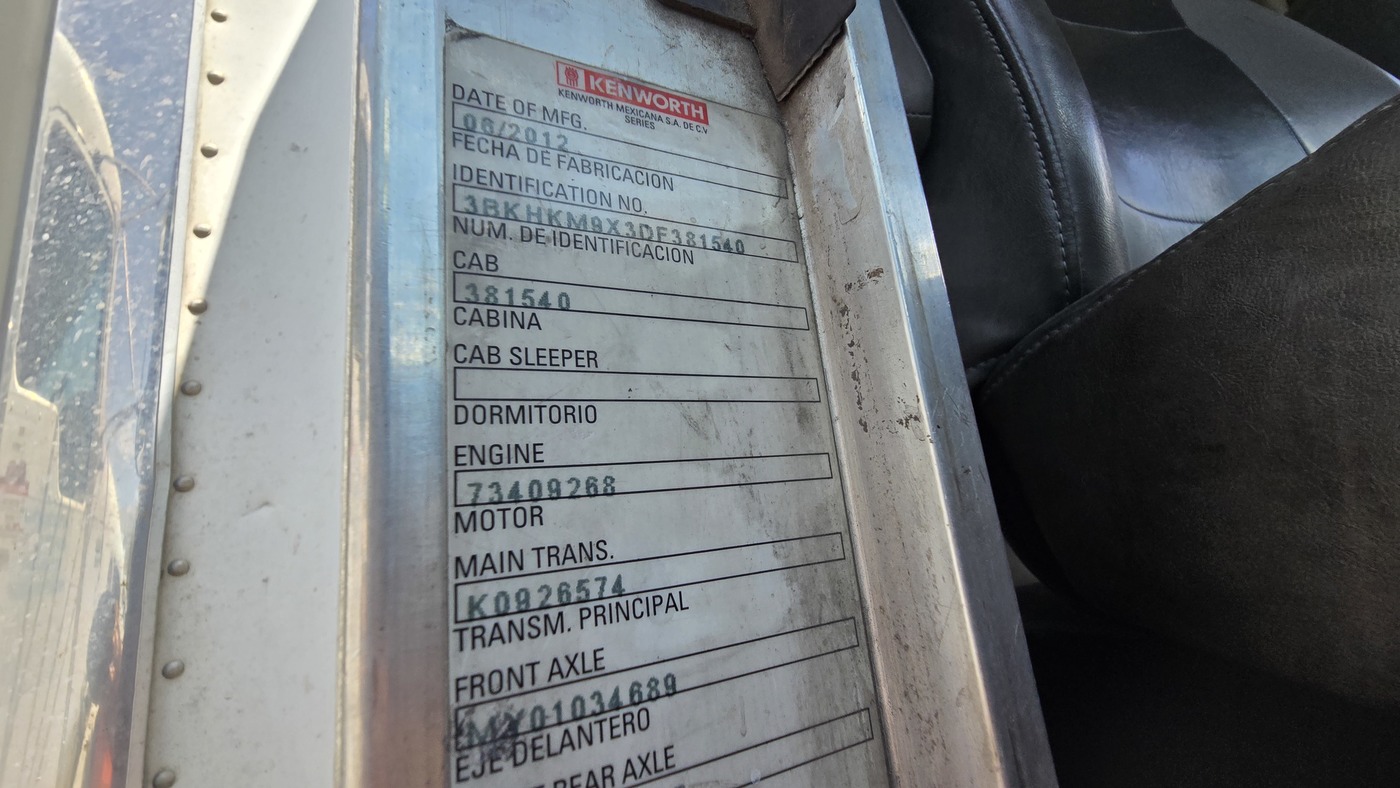 KENWORTH
KENWORTH MEXICANA S.A. DE C.V
SERIES
DATE OF MFG.
06/2012
FECHA DE FABRICACION
IDENTIFICATION NO.
3BKHKM9X3DF381540
NUM. DE IDENTIFICACION
CAB
381540
CABINA
CAB SLEEPER
DORMITORIO
ENGINE
73409268
MOTOR
MAIN TRANS.
K0926574
TRANSM. PRINCIPAL
FRONT AXLE
MX01034689
EJE DELANTERO
REAR AXLE